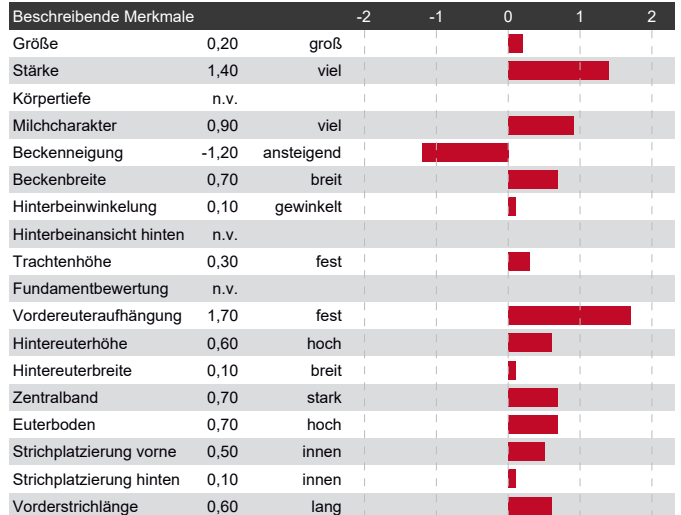 Beschreibende Merkmale -2 -1 0 1 2
Größe 0,20 groß
Stärke 1,40 viel
Körpertiefe n.v.
Milchcharakter 0,90 viel
Beckenneigung -1,20 ansteigend
Beckenbreite 0,70 breit
Hinterbeinwinkelung 0,10 gewinkelt
Hinterbeinansicht hinten n.v.
Trachtenhöhe 0,30 fest
Fundamentbewertung n.v.
Vordereuteraufhängung 1,70 fest
Hintereuterhöhe 0,60 hoch
Hintereuterbreite 0,10 breit
Zentralband 0,70 stark
Euterboden 0,70 hoch
Strichplatzierung vorne 0,50 innen
Strichplatzierung hinten 0,10 innen
Vorderstrichlänge 0,60 lang